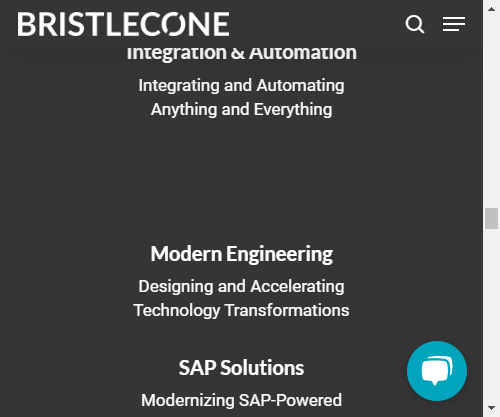 BRISTLECONE
Integration & Automation
Integrating and Automating
Anything and Everything
Modern Engineering
Designing and Accelerating
Technology Transformations
SAP Solutions
Modernizing SAP-Powered